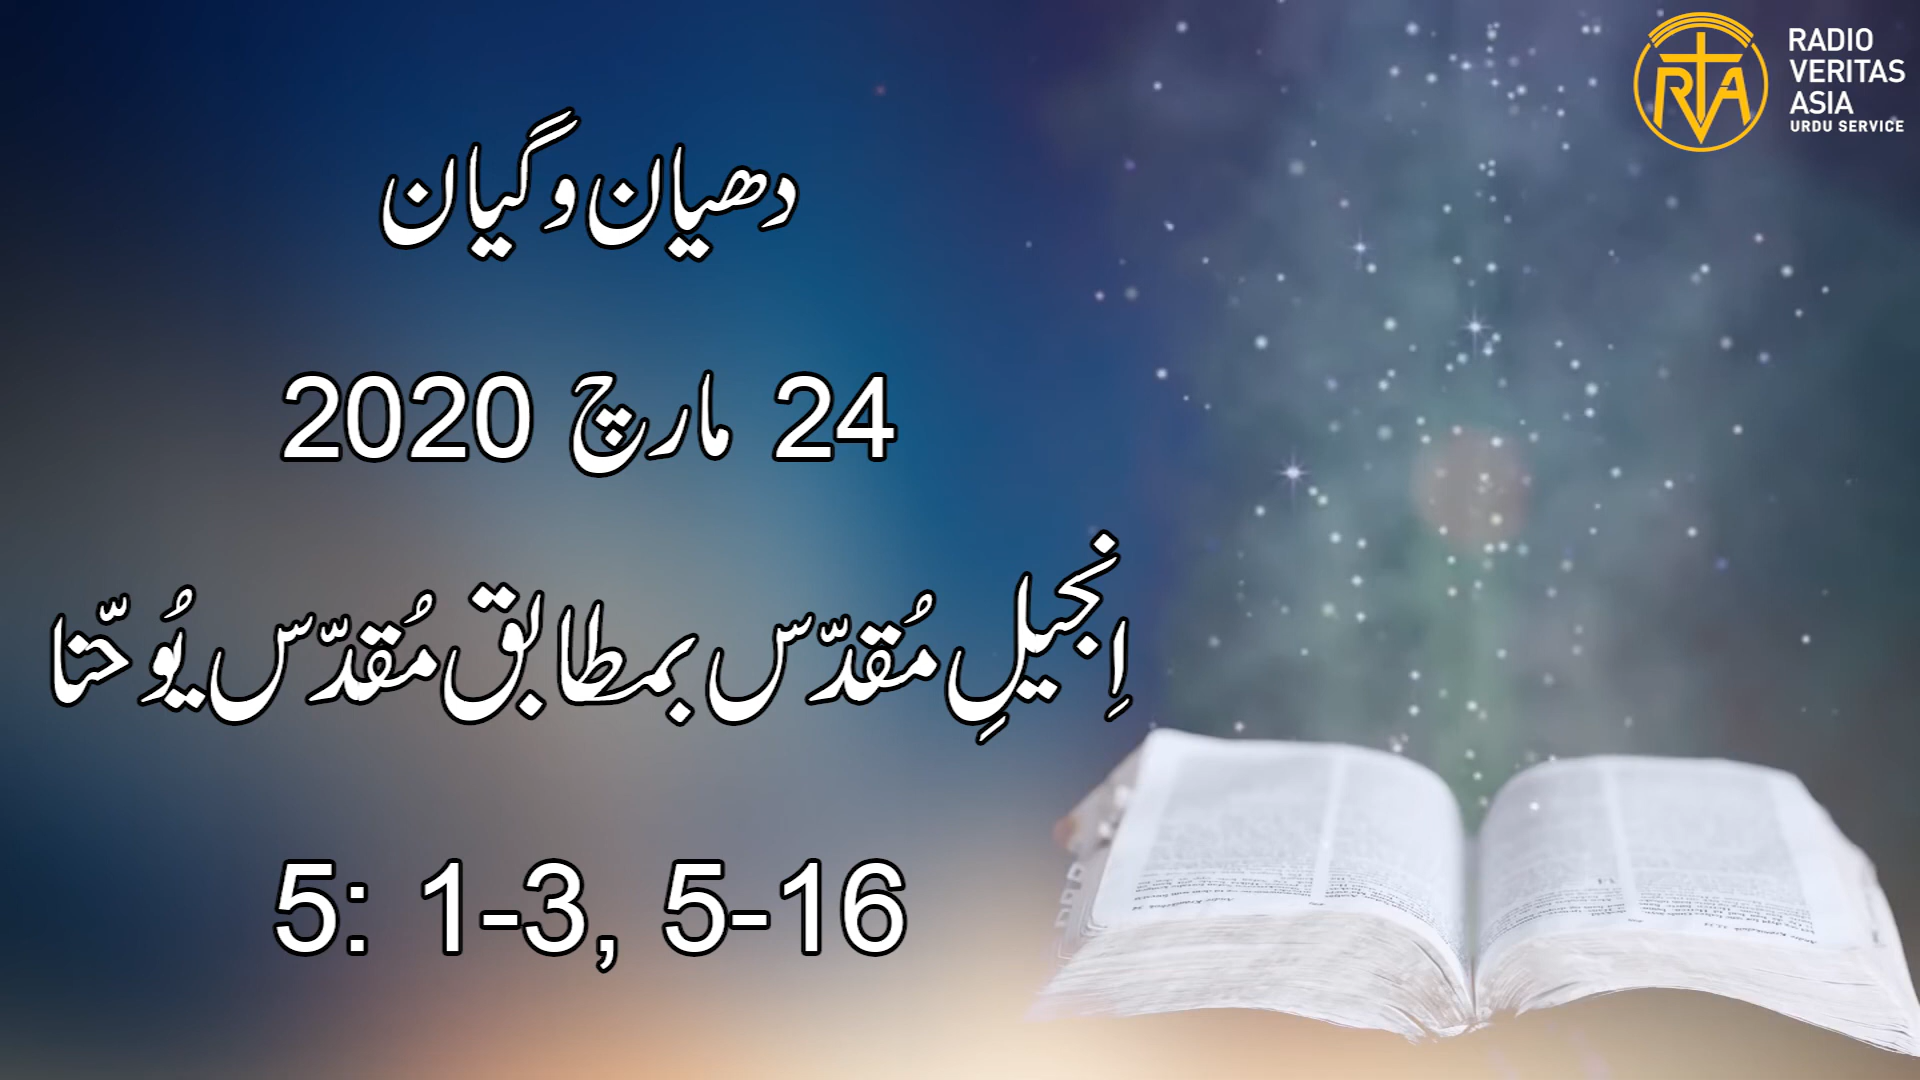 RADIO
VERITAS
ASIA
URDU SERVICE
دھیان و گیان
24 مارچ 2020
اِنجیلِ مُقدّس بمطابق مُقدّس یُوحنّا
5: 1-3, 5-16